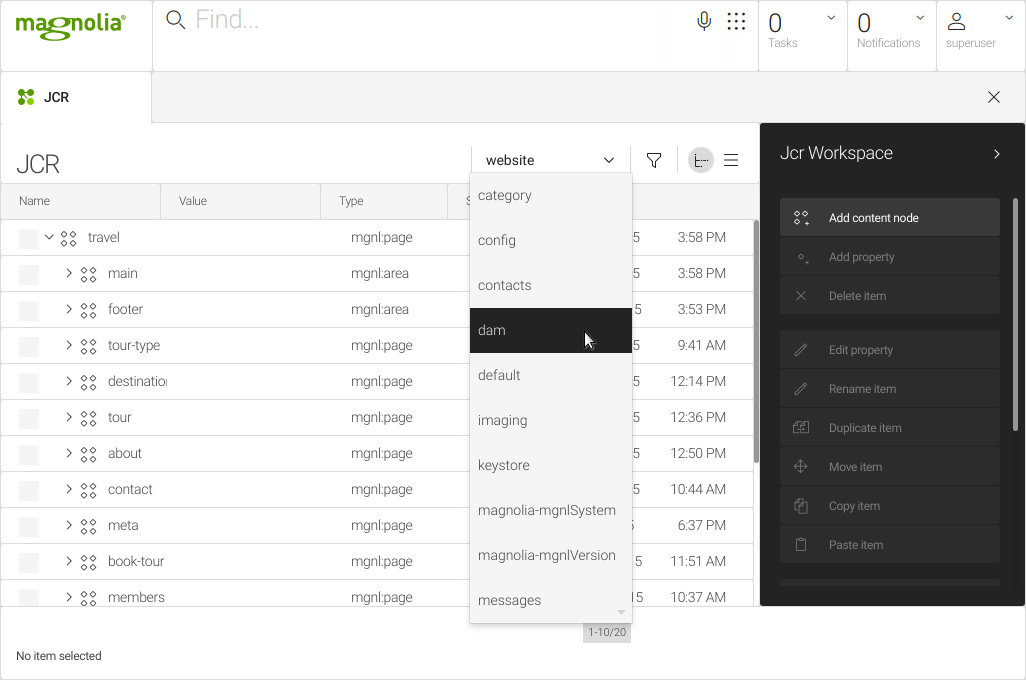 magnolia®
Find...
0
Tasks
0
Notifications
superuser
JCR
JCR
website
Jcr Workspace
Name Value Type S
travel mgnl:page 5 3:58 PM
main mgnl:area 5 3:58 PM
footer mgnl:area 5 3:53 PM
tour-type mgnl:page 5 9:41 AM
destination mgnl:page 5 12:14 PM
tour mgnl:page 5 12:36 PM
about mgnl:page 5 12:50 PM
contact mgnl:page 5 10:44 AM
meta mgnl:page 5 6:37 PM
book-tour mgnl:page 5 11:51 AM
members mgnl:page 15 10:37 AM
category
config
contacts
dam
default
imaging
keystore
magnolia-mgnlSystem
magnolia-mgnlVersion
messages
1-10/20
Add content node
Add property
Delete item
Edit property
Rename item
Duplicate item
Move item
Copy item
Paste item
No item selected